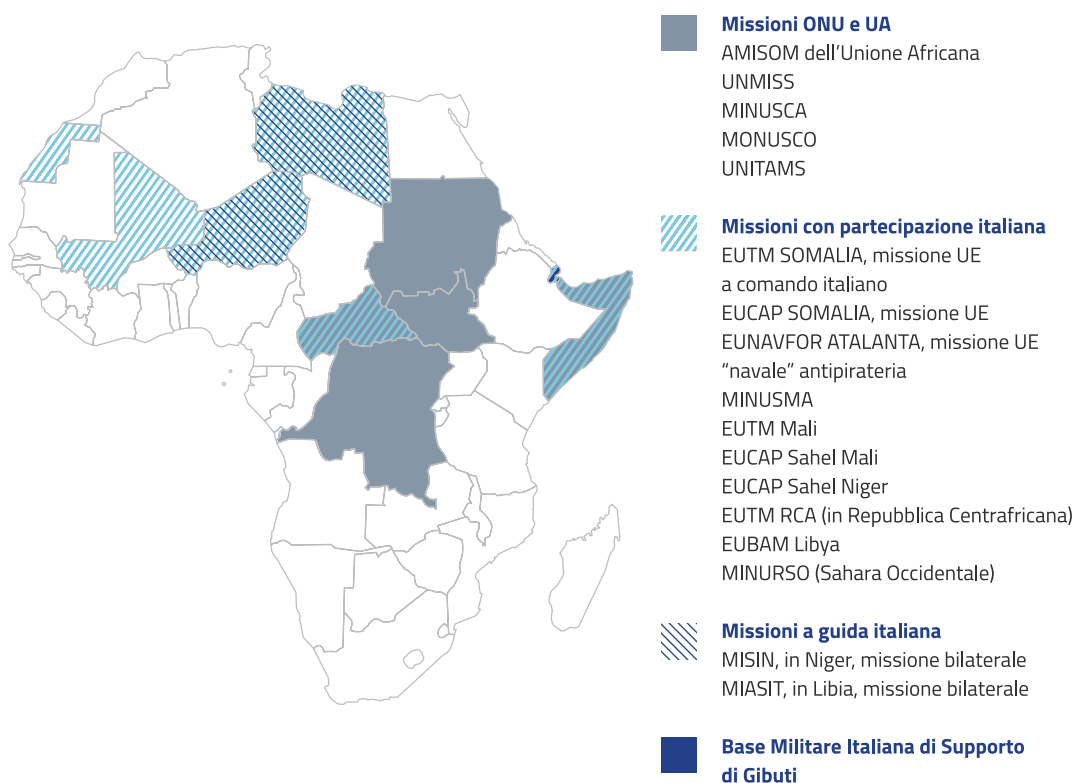 Missioni ONU e UA
AMISOM dell'Unione Africana
UNMISS
MINUSCA
MONUSCO
UNITAMS
Missioni con partecipazione italiana
EUTM SOMALIA, missione UE
a comando italiano
EUCAP SOMALIA, missione UE
EUNAVFOR ATALANTA, missione UE
“navale” antipirateria
MINUSMA
EUTM Mali
EUCAP Sahel Mali
EUCAP Sahel Niger
EUTM RCA (in Repubblica Centrafricana)
EUBAM Libya
MINURSO (Sahara Occidentale)
Missioni a guida italiana
MISIN, in Niger, missione bilaterale
MIASIT, in Libia, missione bilaterale
Base Militare Italiana di Supporto
di Gibuti